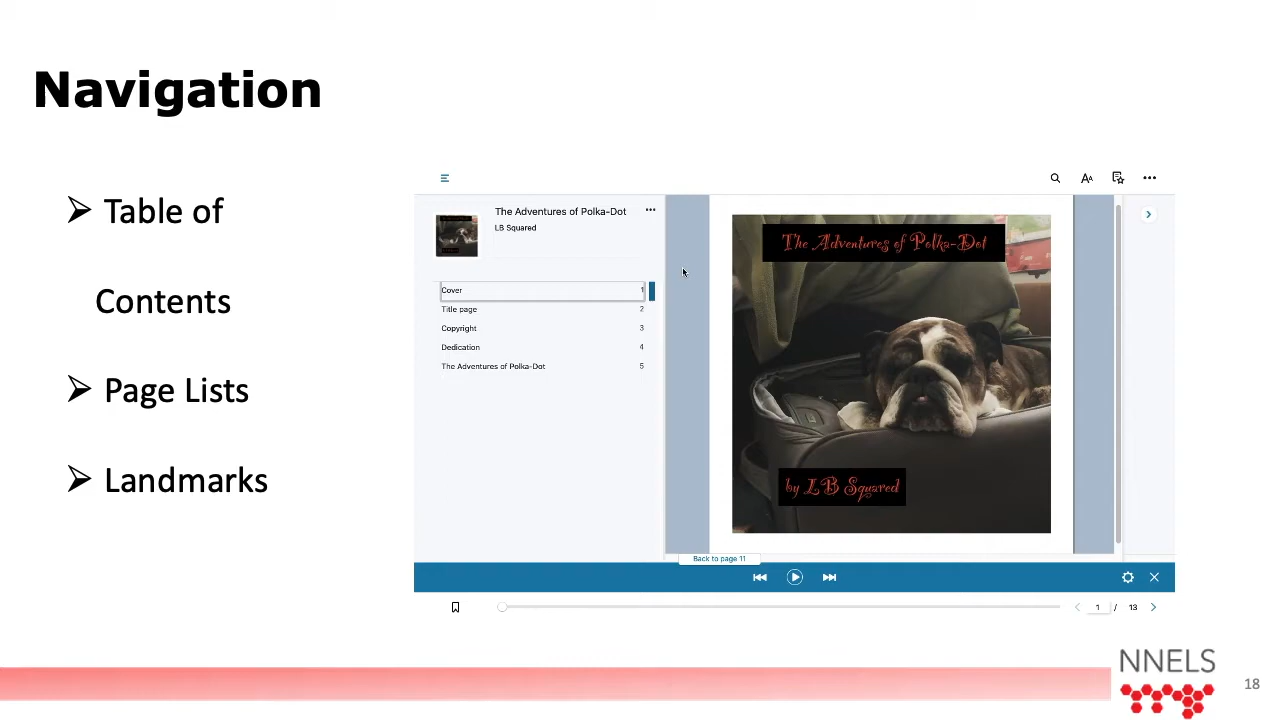 Navigation
➢ Table of
Contents
➢ Page Lists
➢ Landmarks
The Adventures of Polka-Dot
LB Squared
Cover 1
Title page 2
Copyright 3
Dedication 4
The Adventures of Polka-Dot 5
AA
The Adventures of Polka-Dot
by LB Squared
Back to page 11
1 / 13
NNELS
18